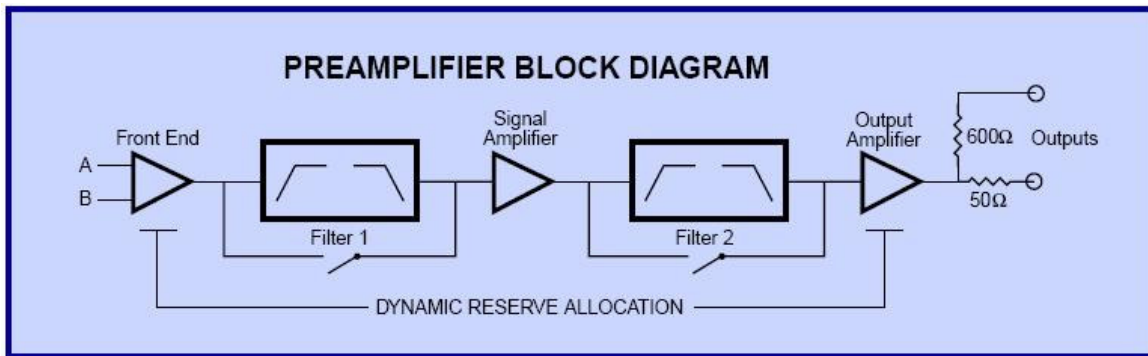 PREAMPLIFIER BLOCK DIAGRAM
Front End
A
B
Filter 1
Signal
Amplifier
Filter 2
Output
Amplifier
600Ω
Outputs
50Ω
DYNAMIC RESERVE ALLOCATION